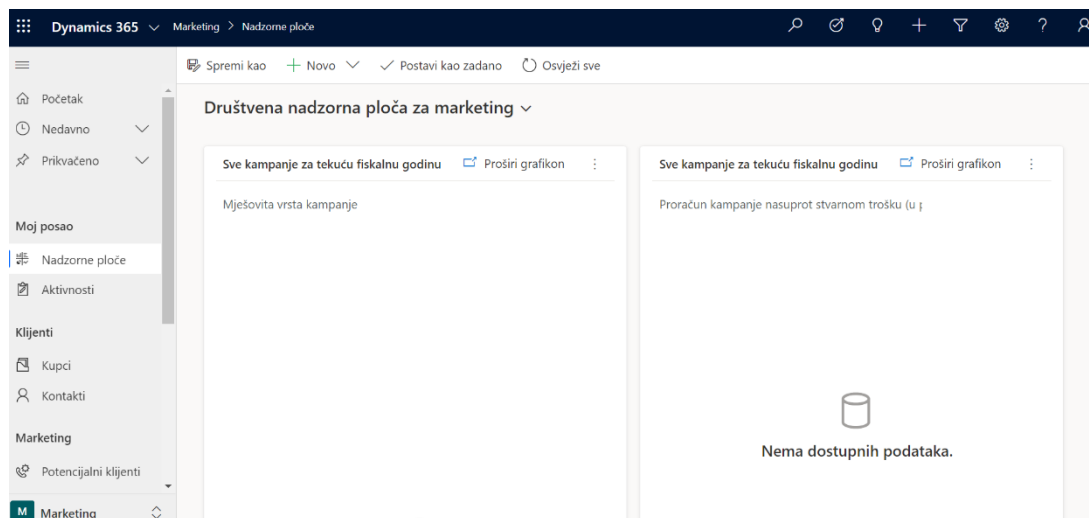 Dynamics 365 Marketing > Nadzorne ploče
Spremi kao Novo Postavi kao zadano Osvježi sve
Početak
Nedavno
Prikvačeno
Moj posao
Nadzorne ploče
Aktivnosti
Klijenti
Kupci
Kontakti
Marketing
Potencijalni klijenti
M Marketing
Društvena nadzorna ploča za marketing
Sve kampanje za tekuću fiskalnu godinu Proširi grafikon
Mješovita vrsta kampanje
Sve kampanje za tekuću fiskalnu godinu Proširi grafikon
Proračun kampanje nasuprot stvarnom trošku (u
Nema dostupnih podataka.